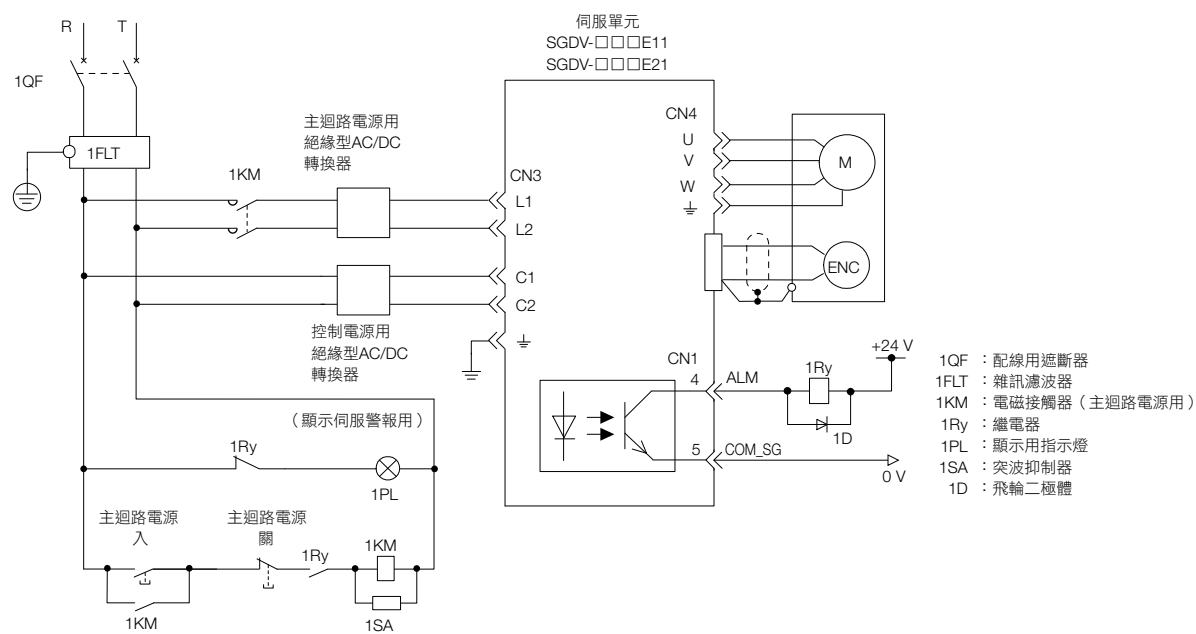 伺服單元
SGDV-□□□E11
SGDV-□□□E21
R
T
1QF
1FLT
主迴路電源用
絕緣型AC/DC
轉換器
1KM
CN3
L1
L2
C1
C2
控制電源用
絕緣型AC/DC
轉換器
CN4
U
V
W
M
ENC
CN1
4
ALM
1Ry
+24 V
1D
5
COM_SG
0 V
（顯示伺服警報用）
1Ry
1PL
主迴路電源
入
主迴路電源
關
1Ry
1KM
1KM
1SA
1QF ：配線用遮斷器
1FLT ：雜訊濾波器
1KM ：電磁接觸器（主迴路電源用）
1Ry ：繼電器
1PL ：顯示用指示燈
1SA ：突波抑制器
1D ：飛輪二極體